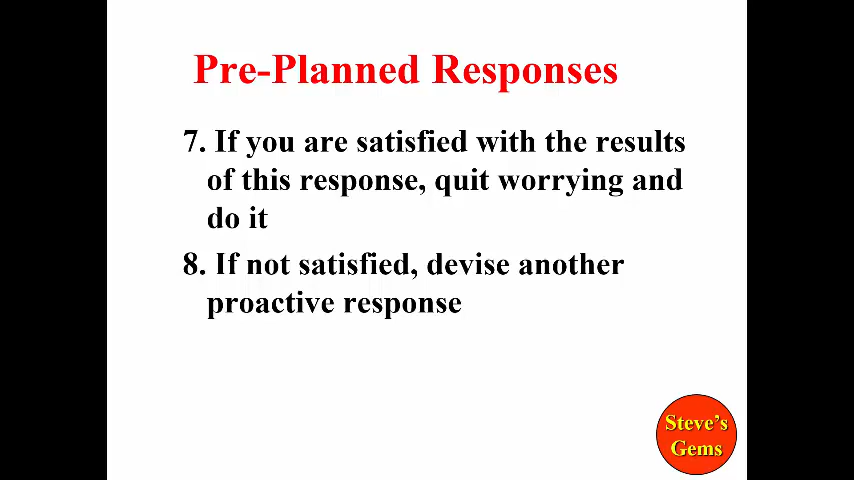 Pre-Planned Responses
7. If you are satisfied with the results
of this response, quit worrying and
do it
8. If not satisfied, devise another
proactive response
Steve’s
Gems